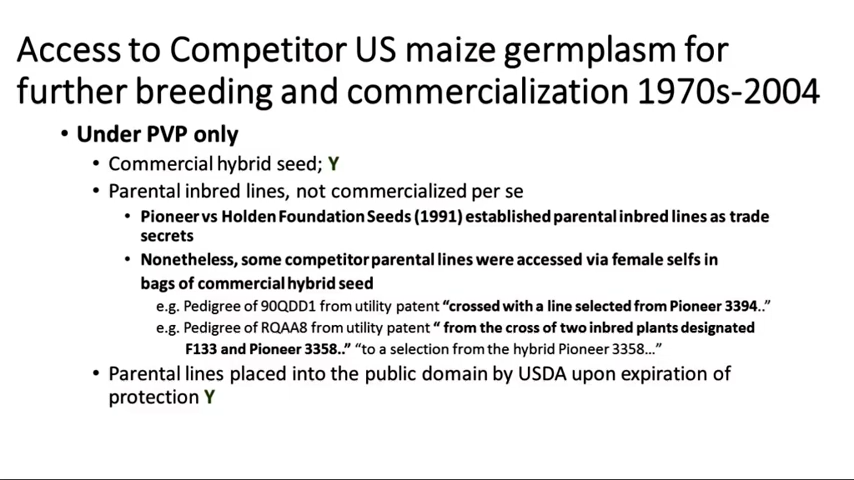 Access to Competitor US maize germplasm for
further breeding and commercialization 1970s-2004
• Under PVP only
• Commercial hybrid seed; Y
• Parental inbred lines, not commercialized per se
• Pioneer vs Holden Foundation Seeds (1991) established parental inbred lines as trade
secrets
• Nonetheless, some competitor parental lines were accessed via female selfs in
bags of commercial hybrid seed
e.g. Pedigree of 90QDD1 from utility patent “crossed with a line selected from Pioneer 3394..”
e.g. Pedigree of RQAA8 from utility patent “ from the cross of two inbred plants designated
F133 and Pioneer 3358..” “to a selection from the hybrid Pioneer 3358…”
• Parental lines placed into the public domain by USDA upon expiration of
protection Y